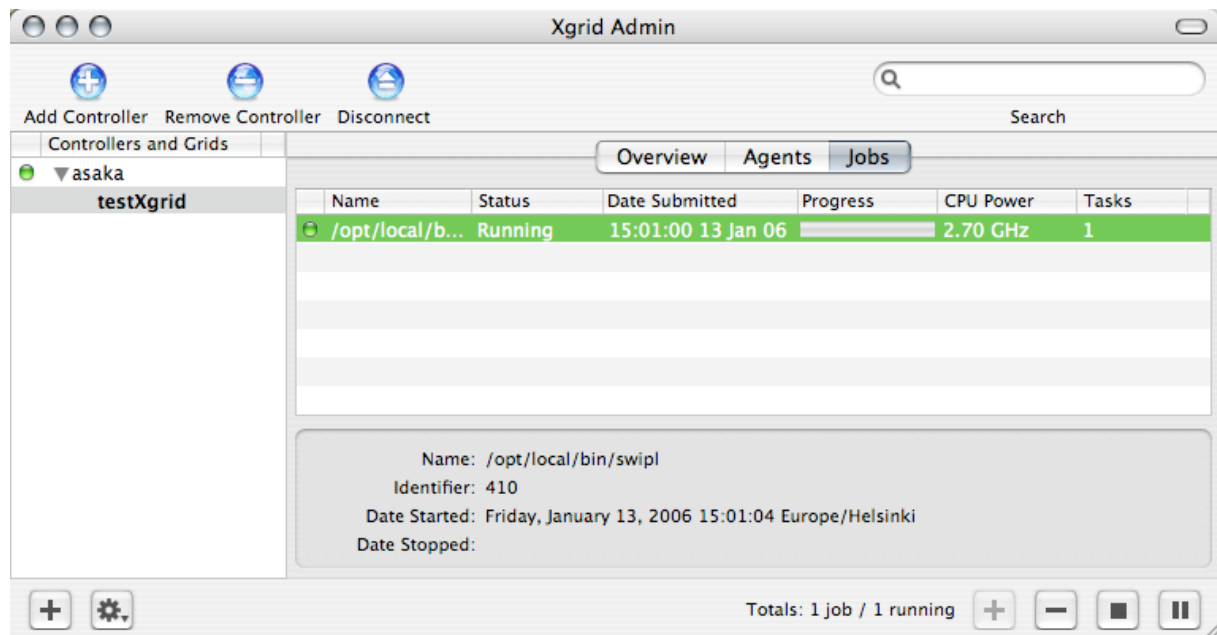 Xgrid Admin
Add Controller Remove Controller Disconnect Search
Controllers and Grids
Overview Agents Jobs
asaka
testXgrid
Name Status Date Submitted Progress CPU Power Tasks
/opt/local/b... Running 15:01:00 13 Jan 06 2.70 GHz 1
Name: /opt/local/bin/swipl
Identifier: 410
Date Started: Friday, January 13, 2006 15:01:04 Europe/Helsinki
Date Stopped:
Totals: 1 job / 1 running